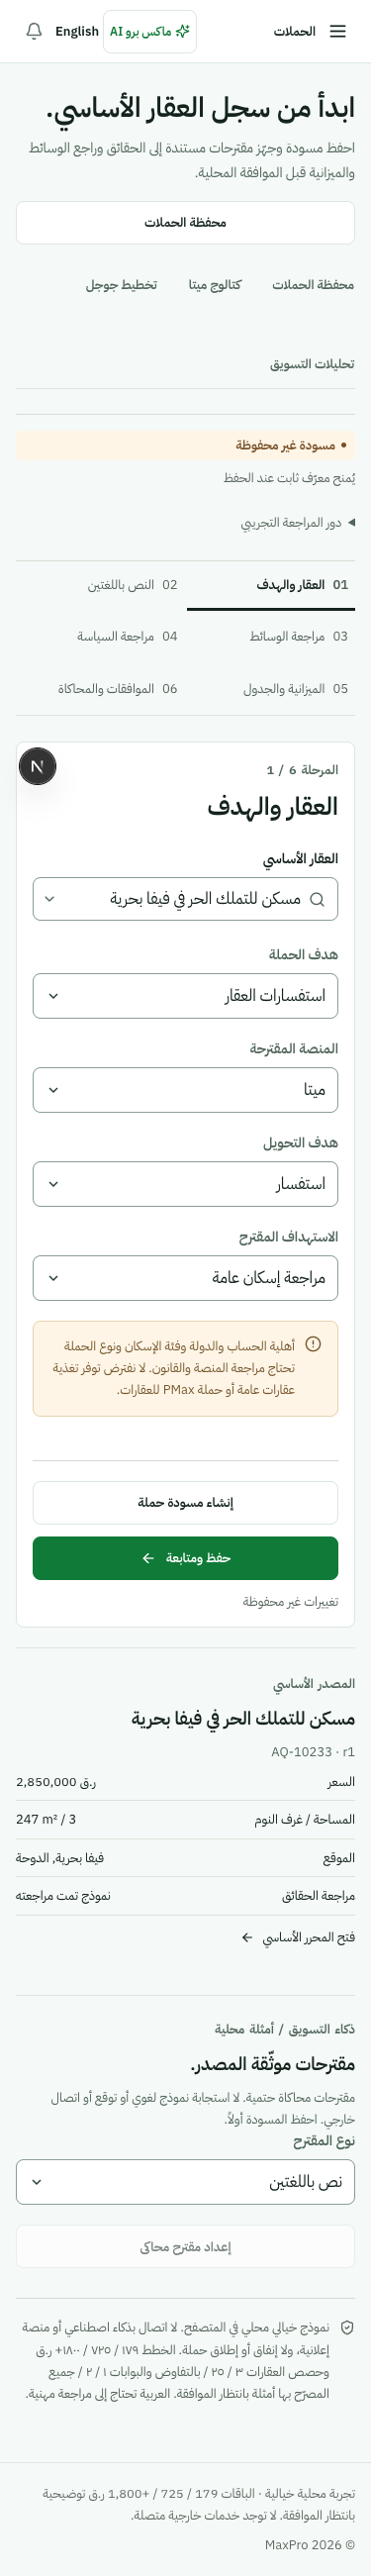 الحملات
ماكس برو AI
English
ابدأ من سجل العقار الأساسي.
احفظ مسودة وجهّز مقترحات مستندة إلى الحقائق وراجع الوسائط
والميزانية قبل الموافقة المحلية.
محفظة الحملات
محفظة الحملات
كتالوج ميتا
تخطيط جوجل
تحليلات التسويق
• مسودة غير محفوظة
يُمنح معرّف ثابت عند الحفظ
دور المراجعة التجريبي
01 العقار والهدف
02 النص باللغتين
03 مراجعة الوسائط
04 مراجعة السياسة
05 الميزانية والجدول
06 الموافقات والمحاكاة
N
المرحلة 6 / 1
العقار والهدف
العقار الأساسي
مسكن للتملك الحر في فيفا بحرية
هدف الحملة
استفسارات العقار
المنصة المقترحة
ميتا
هدف التحويل
استفسار
الاستهداف المقترح
مراجعة إسكان عامة
أهلية الحساب والدولة وفئة الإسكان ونوع الحملة
تحتاج مراجعة المنصة والقانون. لا نفترض توفر تغذية
عقارات عامة أو حملة PMax للعقارات.
إنشاء مسودة حملة
حفظ ومتابعة
تغييرات غير محفوظة
المصدر الأساسي
مسكن للتملك الحر في فيفا بحرية
AQ-10233 · r1
السعر
2,850,000 ر.ق
المساحة / غرف النوم
247 m² / 3
الموقع
فيفا بحرية, الدوحة
مراجعة الحقائق
نموذج تمت مراجعته
فتح المحرر الأساسي
ذكاء التسويق / أمثلة محلية
مقترحات موثّقة المصدر.
مقترحات محاكاة حتمية. لا استجابة نموذج لغوي أو توقع أو اتصال
خارجي. احفظ المسودة أولاً.
نوع المقترح
نص باللغتين
إعداد مقترح محاكى
نموذج خيالي محلي في المتصفح. لا اتصال بذكاء اصطناعي أو منصة
إعلانية، ولا إنفاق أو إطلاق حملة. الخطط ١٧٩ / ٧٢٥ / ١٨٠٠+ ر.ق
وحصص العقارات ٣ / ٢٥ / بالتفاوض والبوابات ١ / ٢ / جميع
المصرّح بها أمثلة بانتظار الموافقة. العربية تحتاج إلى مراجعة مهنية.
تجربة محلية خيالية · الباقات 179 / 725 / +1,800 ر.ق توضيحية
بانتظار الموافقة. لا توجد خدمات خارجية متصلة.
© 2026 MaxPro